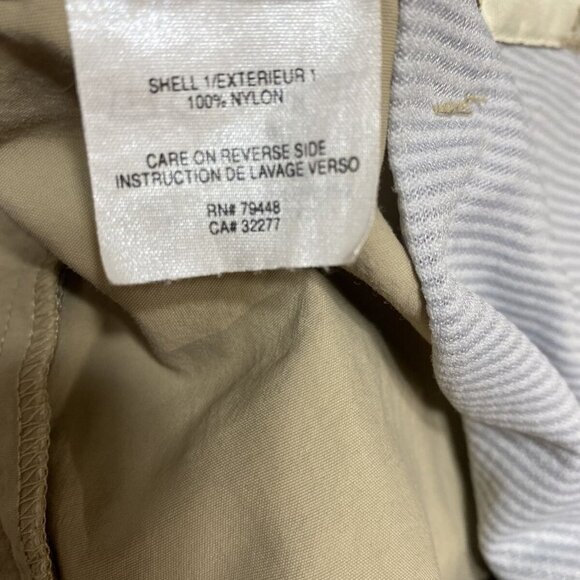 SHELL 1/EXTERIEUR 1
100% NYLON
CARE ON REVERSE SIDE
INSTRUCTION DE LAVAGE VERSO
RN# 79448
CA# 32277